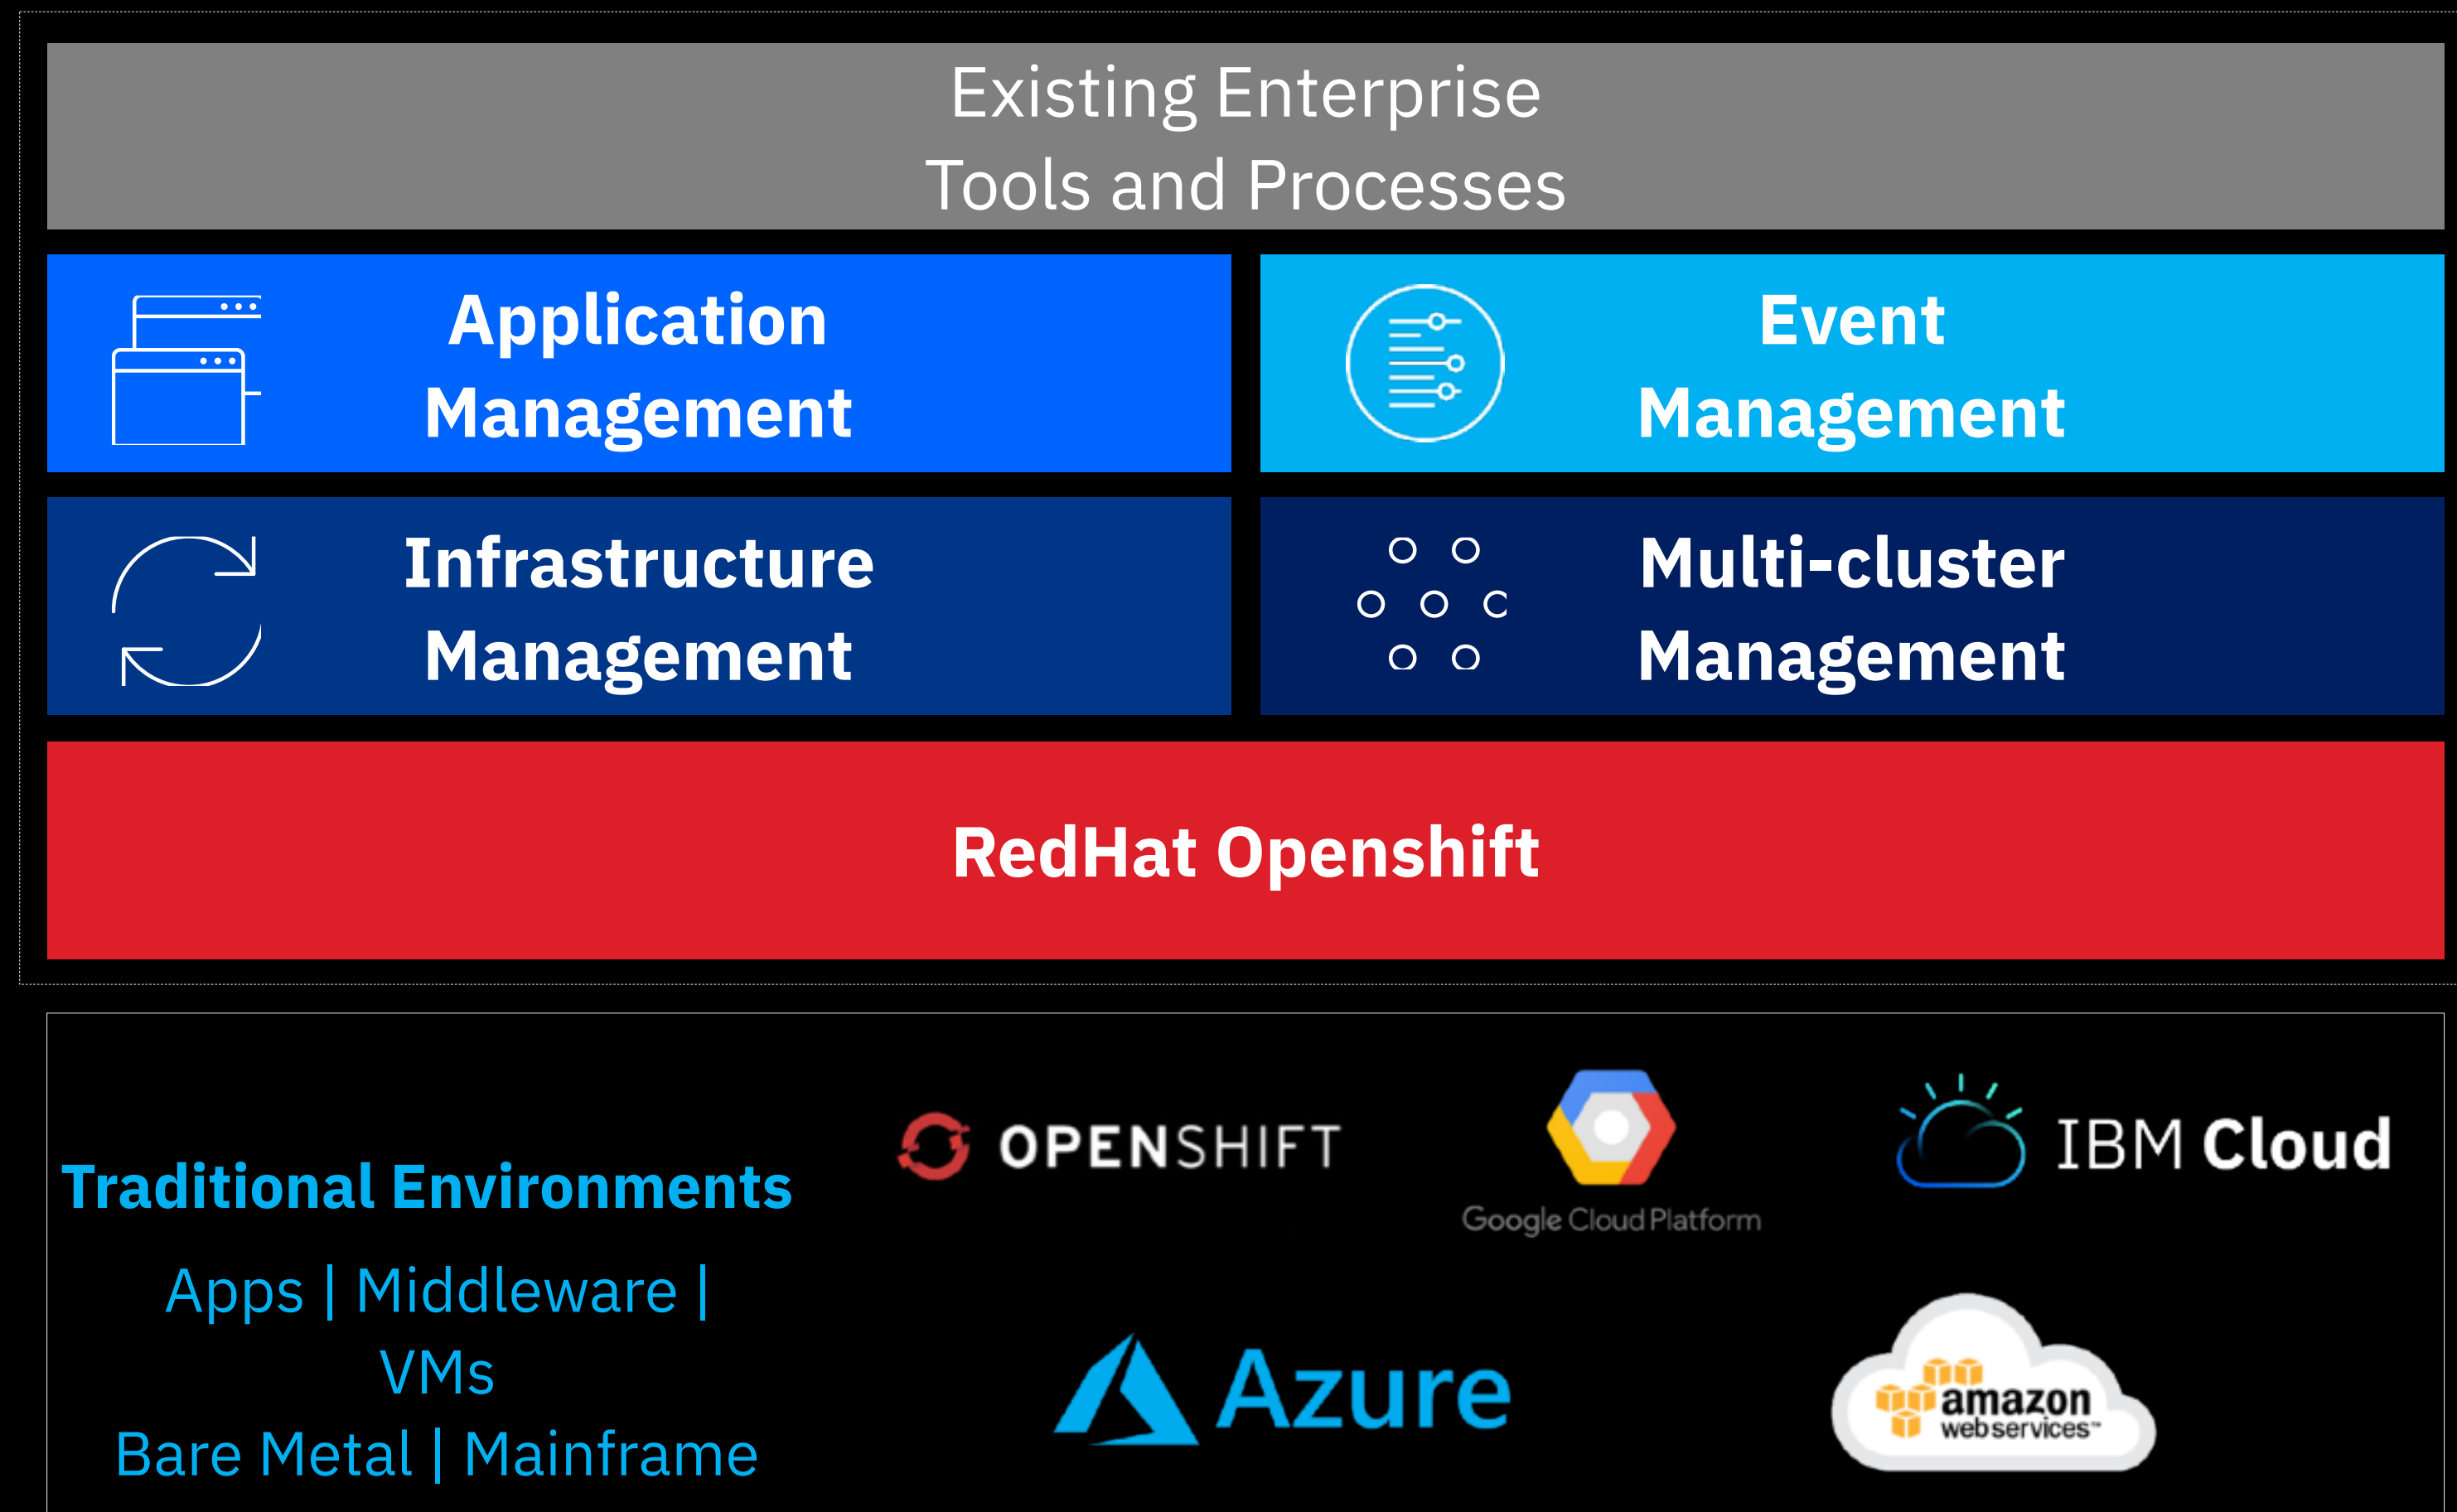 Existing Enterprise
Tools and Processes
Application
Management
Event
Management
Infrastructure
Management
Multi-cluster
Management
RedHat Openshift
Traditional Environments
Apps | Middleware |
VMs
Bare Metal | Mainframe
OPENSHIFT
Google Cloud Platform
IBM Cloud
Azure
amazon
webservices™